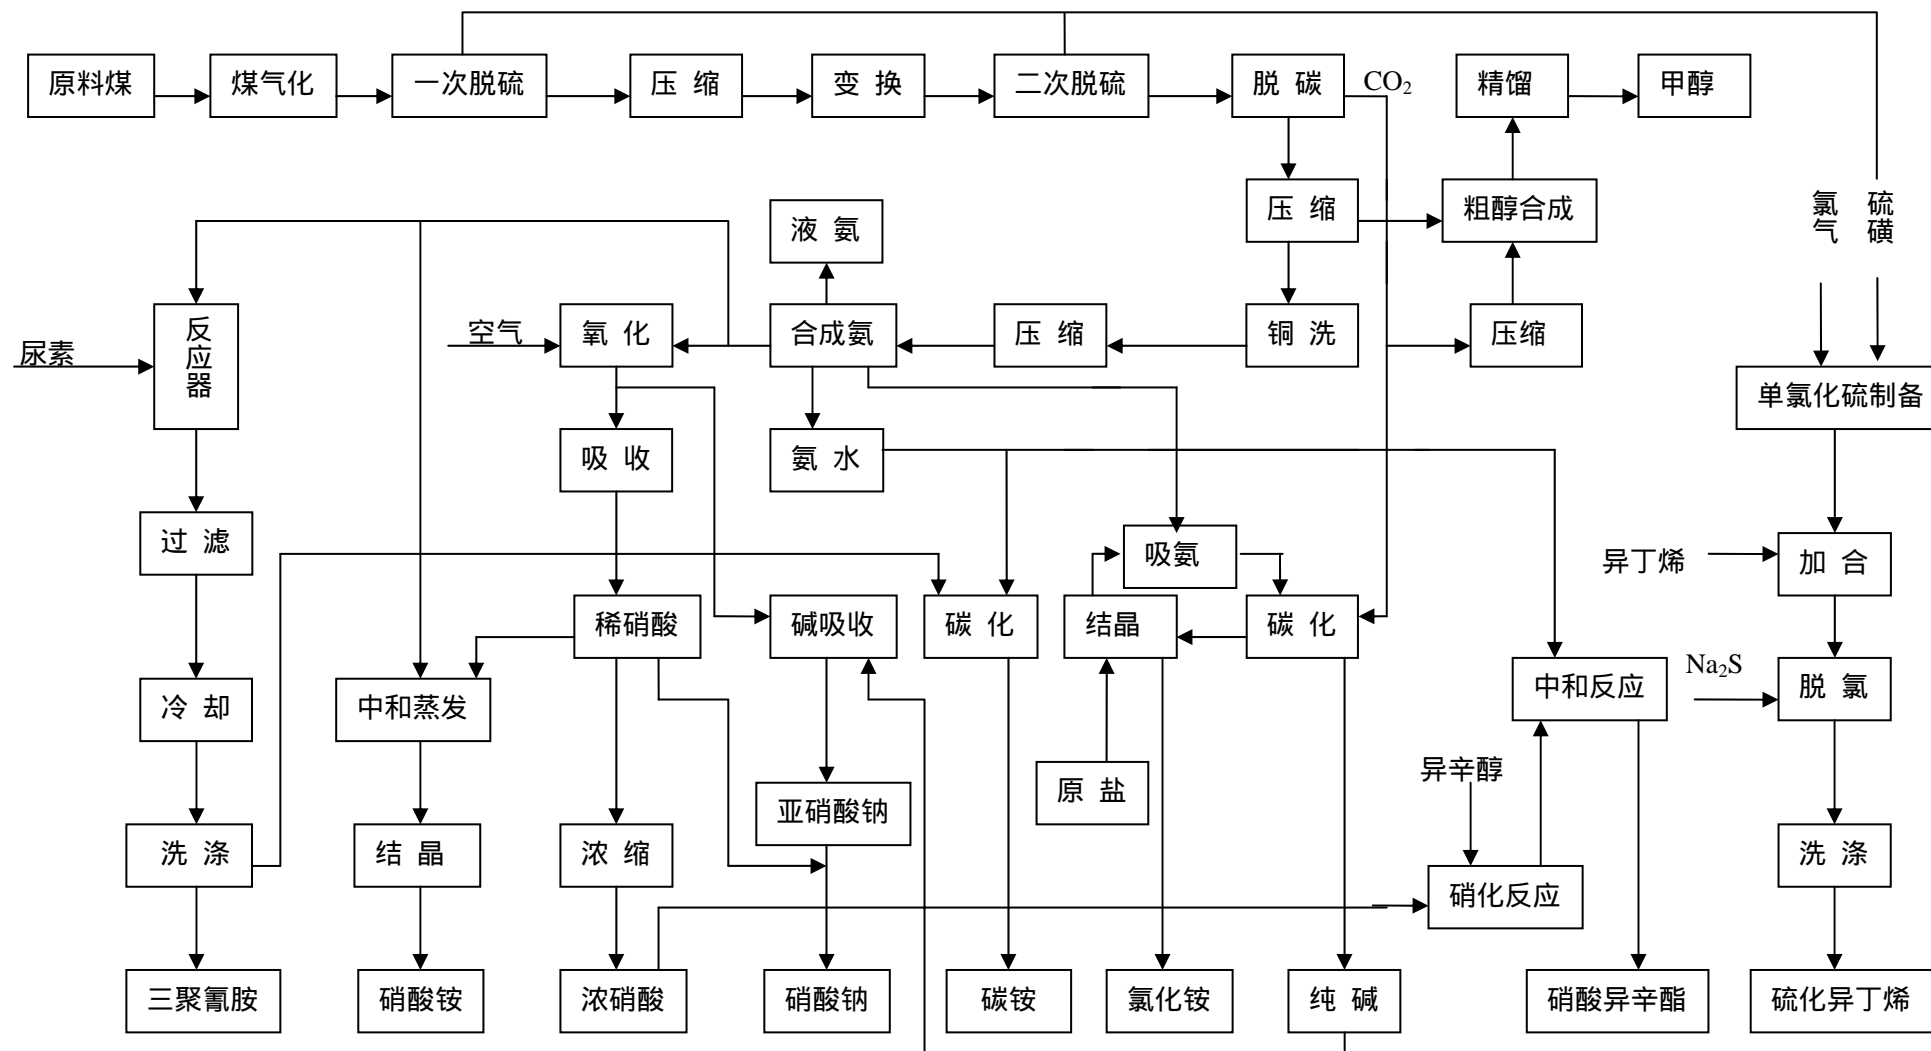 原料煤
煤气化
一次脱硫
压 缩
变 换
二次脱硫
脱 碳
CO₂
精馏
甲醇
压 缩
粗醇合成
氯气
硫磺
液 氨
反应器
尿素
空气
氧 化
合成氨
压 缩
铜 洗
压缩
单氯化硫制备
吸 收
氨 水
过 滤
吸氨
异丁烯
加 合
稀硝酸
碱吸收
碳 化
结晶
碳 化
冷 却
中和蒸发
中和反应
Na₂S
脱 氯
亚硝酸钠
原 盐
异辛醇
洗 涤
结 晶
浓 缩
硝化反应
洗 涤
三聚氰胺
硝酸铵
浓硝酸
硝酸钠
碳铵
氯化铵
纯 碱
硝酸异辛酯
硫化异丁烯